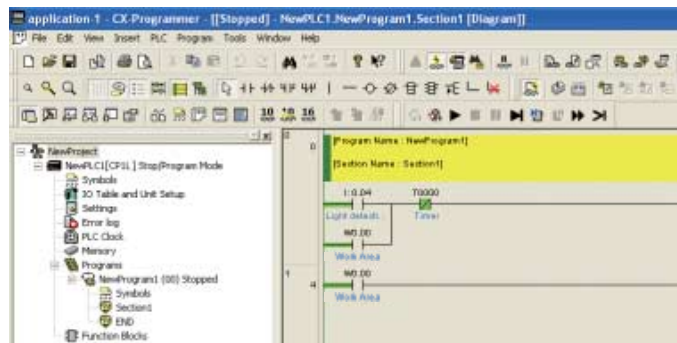 application-1 - CX-Programmer - [[Stopped] - NewPLC1.NewProgram1.Section1 [Diagram]]
File Edit View Insert PLC Program Tools Window Help
NewProject
NewPLC1[CP1L] Stop/Program Mode
Symbols
IO Table and Unit Setup
Settings
Error log
PLC Clock
Memory
Programs
NewProgram1 (00) Stopped
Symbols
Section1
END
Function Blocks
0
0
[Program Name : NewProgram1]
[Section Name : Section1]
I: 0.04
T0000
Light detecti...
Timer
W0.00
Work Area
1
4
W0.00
Work Area